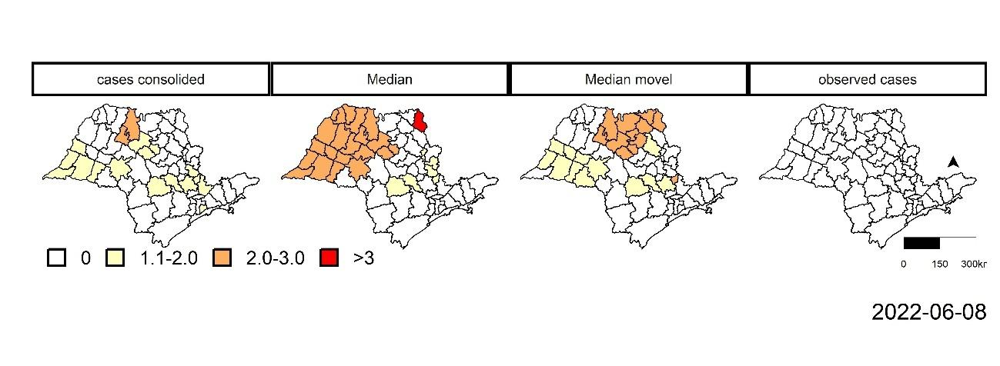 cases consolided
Median
Median movel
observed cases
0
1.1-2.0
2.0-3.0
>3
0 150 300kr
2022-06-08